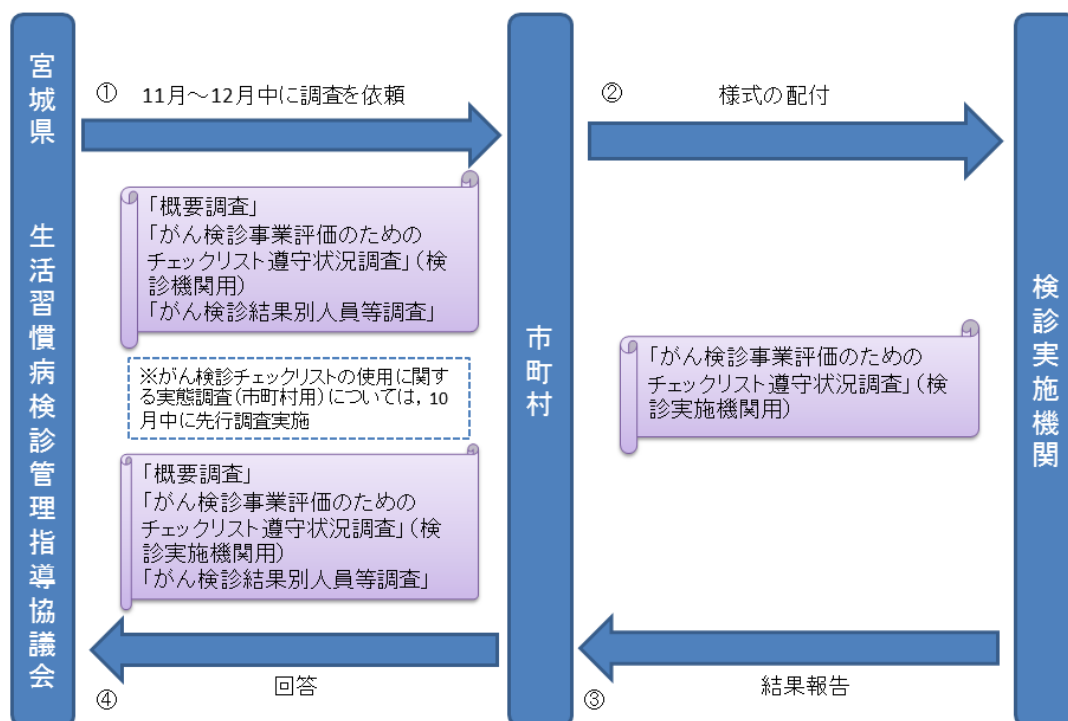 宮城県　生活習慣病検診管理指導協議会
① 11月～12月中に調査を依頼
「概要調査」
「がん検診事業評価のための
チェックリスト遵守状況調査」（検
診機関用）
「がん検診結果別人員等調査」
※がん検診チェックリストの使用に関す
る実態調査（市町村用）については，10
月中に先行調査実施
「概要調査」
「がん検診事業評価のための
チェックリスト遵守状況調査」（検
診実施機関用）
「がん検診結果別人員等調査」
④ 回答
市町村
② 様式の配付
「がん検診事業評価のための
チェックリスト遵守状況調査」（検
診実施機関用）
③ 結果報告
検診実施機関